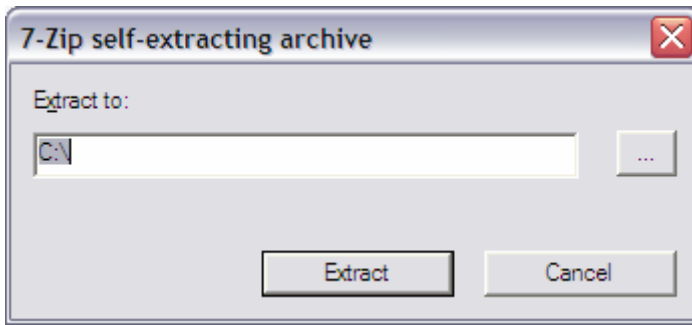 7-Zip self-extracting archive
Extract to:
C:\
...
Extract Cancel